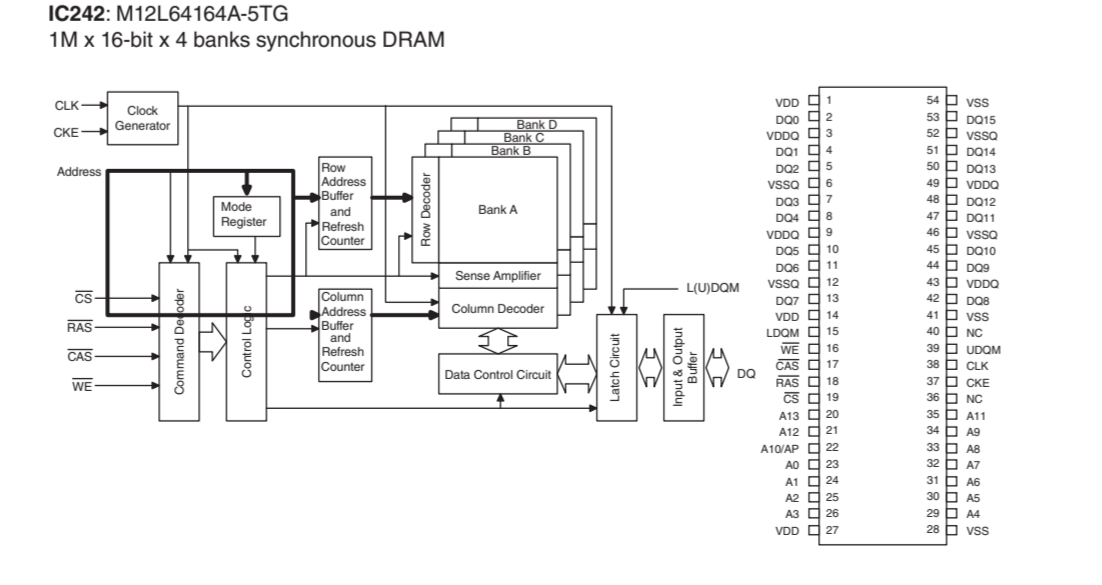 IC242: M12L64164A-5TG
1M x 16-bit x 4 banks synchronous DRAM
CLK
CKE
Clock
Generator
Address
Mode
Register
Row
Address
Buffer
and
Refresh
Counter
Bank D
Bank C
Bank B
Bank A
Row Decoder
Sense Amplifier
Column Decoder
L(U)DQM
CS
RAS
CAS
WE
Command Decoder
Control Logic
Column
Address
Buffer
and
Refresh
Counter
Data Control Circuit
Latch Circuit
Input & Output
Buffer
DQ
VDD 1 54 VSS
DQ0 2 53 DQ15
VDDQ 3 52 VSSQ
DQ1 4 51 DQ14
DQ2 5 50 DQ13
VSSQ 6 49 VDDQ
DQ3 7 48 DQ12
DQ4 8 47 DQ11
VDDQ 9 46 VSSQ
DQ5 10 45 DQ10
DQ6 11 44 DQ9
VSSQ 12 43 VDDQ
DQ7 13 42 DQ8
VDD 14 41 VSS
LDQM 15 40 NC
WE 16 39 UDQM
CAS 17 38 CLK
RAS 18 37 CKE
CS 19 36 NC
A13 20 35 A11
A12 21 34 A9
A10/AP 22 33 A8
A0 23 32 A7
A1 24 31 A6
A2 25 30 A5
A3 26 29 A4
VDD 27 28 VSS